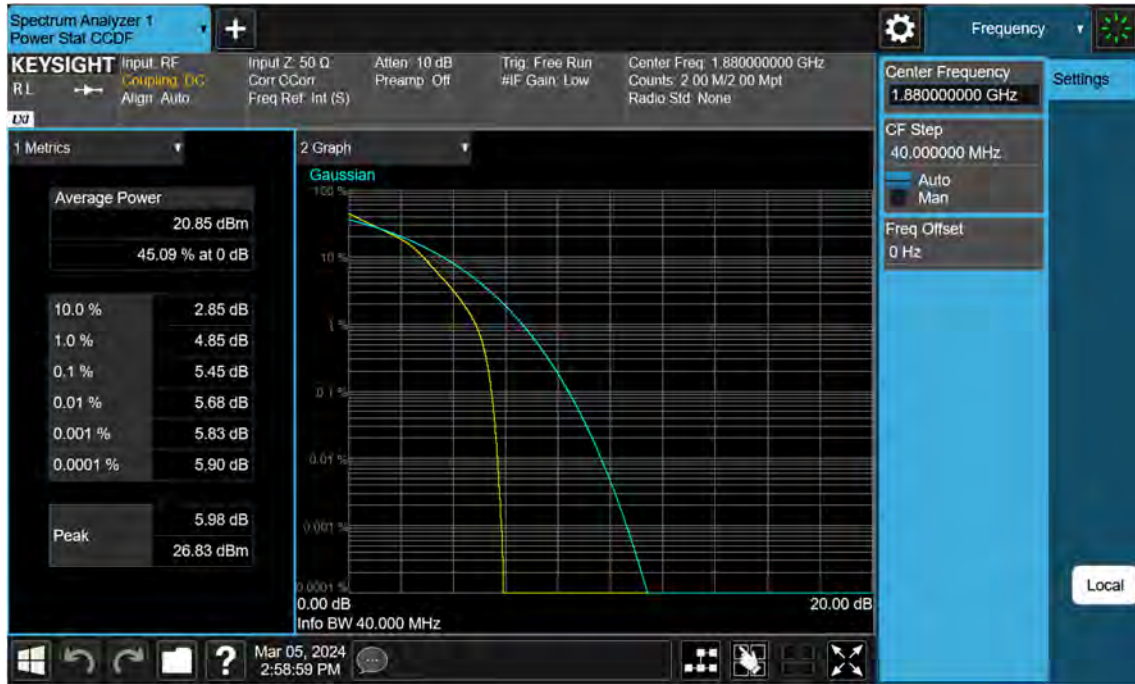 Spectrum Analyzer 1
Power Stat CCDF
+
Frequency
KEYSIGHT
RL
LXI
Input: RF
Coupling: DC
Align: Auto
Input Z: 50 Ω
Corr CCorr
Freq Ref: Int (S)
Atten: 10 dB
Preamp: Off
Trig: Free Run
#IF Gain: Low
Center Freq: 1.880000000 GHz
Counts: 2.00 M/2.00 Mpt
Radio Std: None
Center Frequency
1.880000000 GHz
Settings
CF Step
40.000000 MHz
Auto
Man
Freq Offset
0 Hz
1 Metrics
Average Power
20.85 dBm
45.09 % at 0 dB
10.0 % 2.85 dB
1.0 % 4.85 dB
0.1 % 5.45 dB
0.01 % 5.68 dB
0.001 % 5.83 dB
0.0001 % 5.90 dB
Peak
5.98 dB
26.83 dBm
2 Graph
Gaussian
100 %
10 %
1 %
0.1 %
0.01 %
0.001 %
0.0001 %
0.00 dB 20.00 dB
Info BW 40.000 MHz
Local
?
Mar 05, 2024
2:58:59 PM